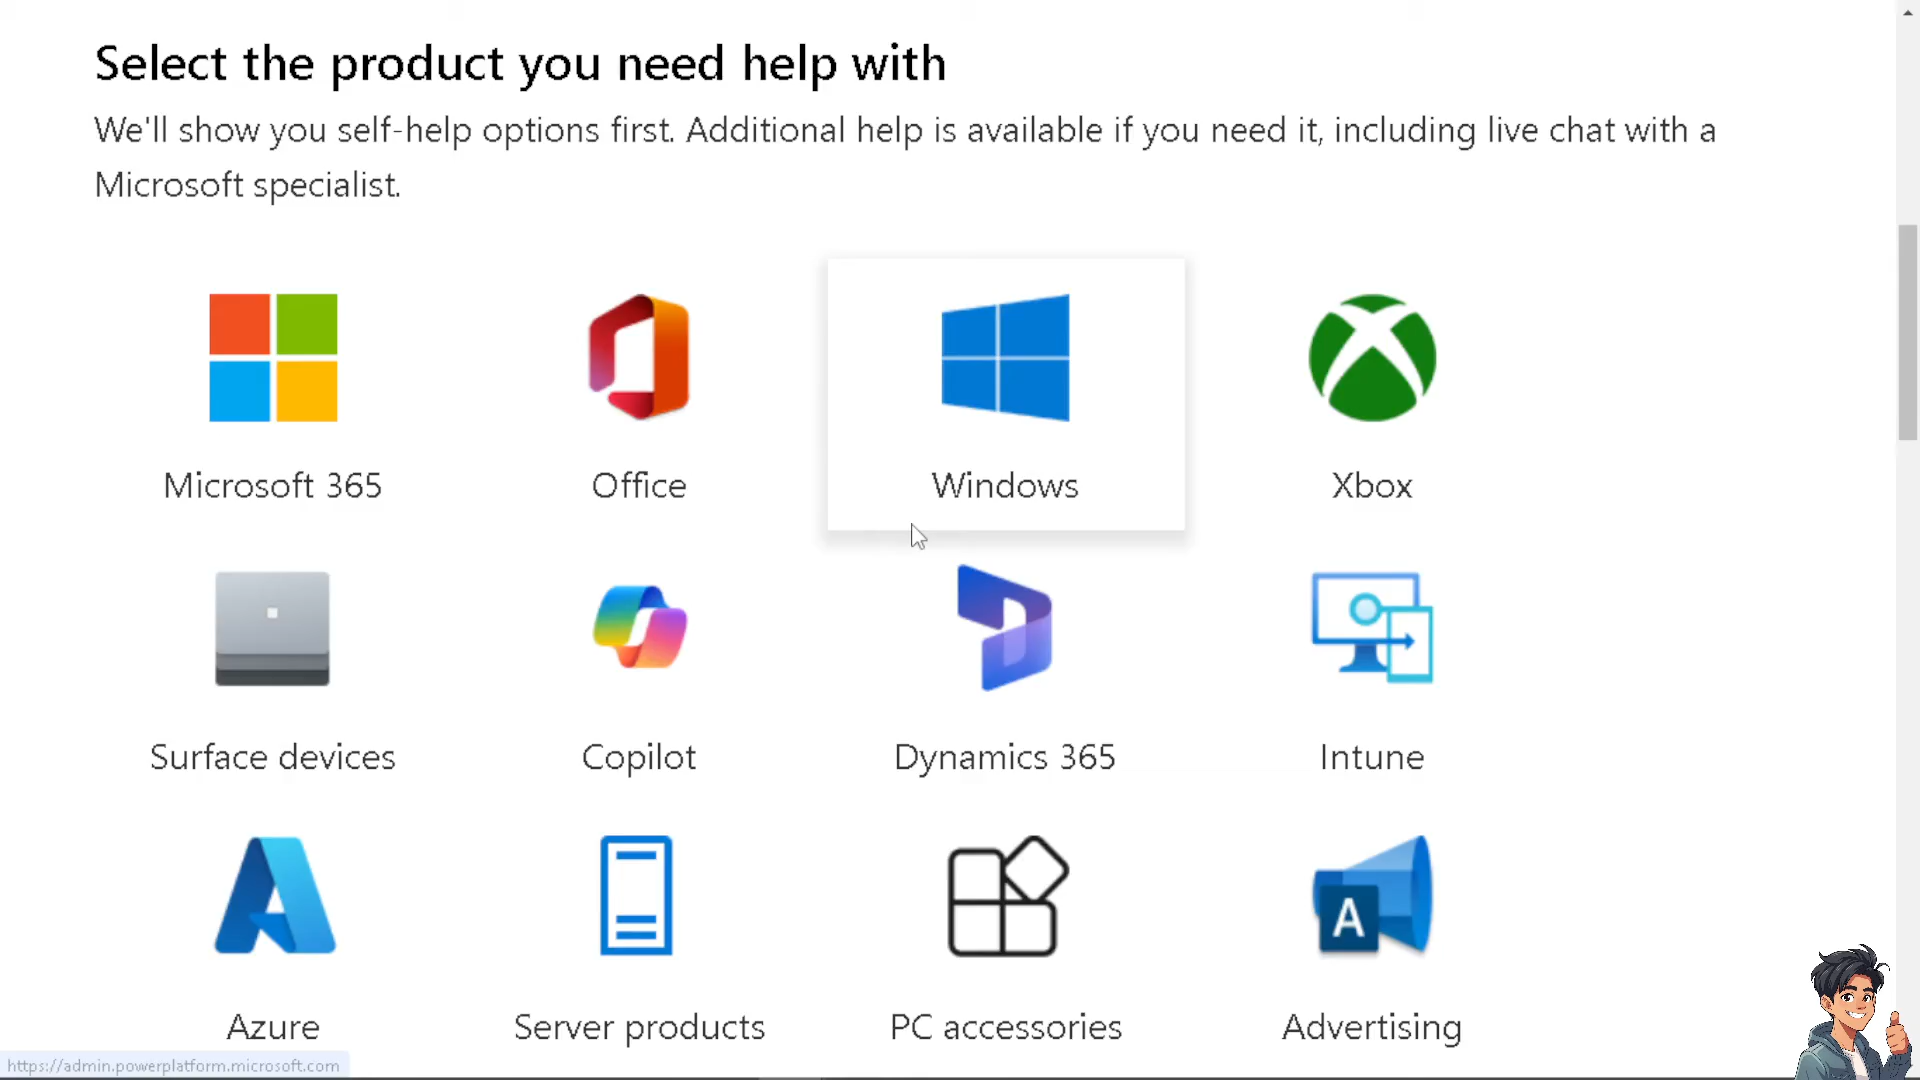 Select the product you need help with
We'll show you self-help options first. Additional help is available if you need it, including live chat with a
Microsoft specialist.
Microsoft 365
Office
Windows
Xbox
Surface devices
Copilot
Dynamics 365
Intune
A
Azure
Server products
PC accessories
Advertising
https://admin.powerplatform.microsoft.com